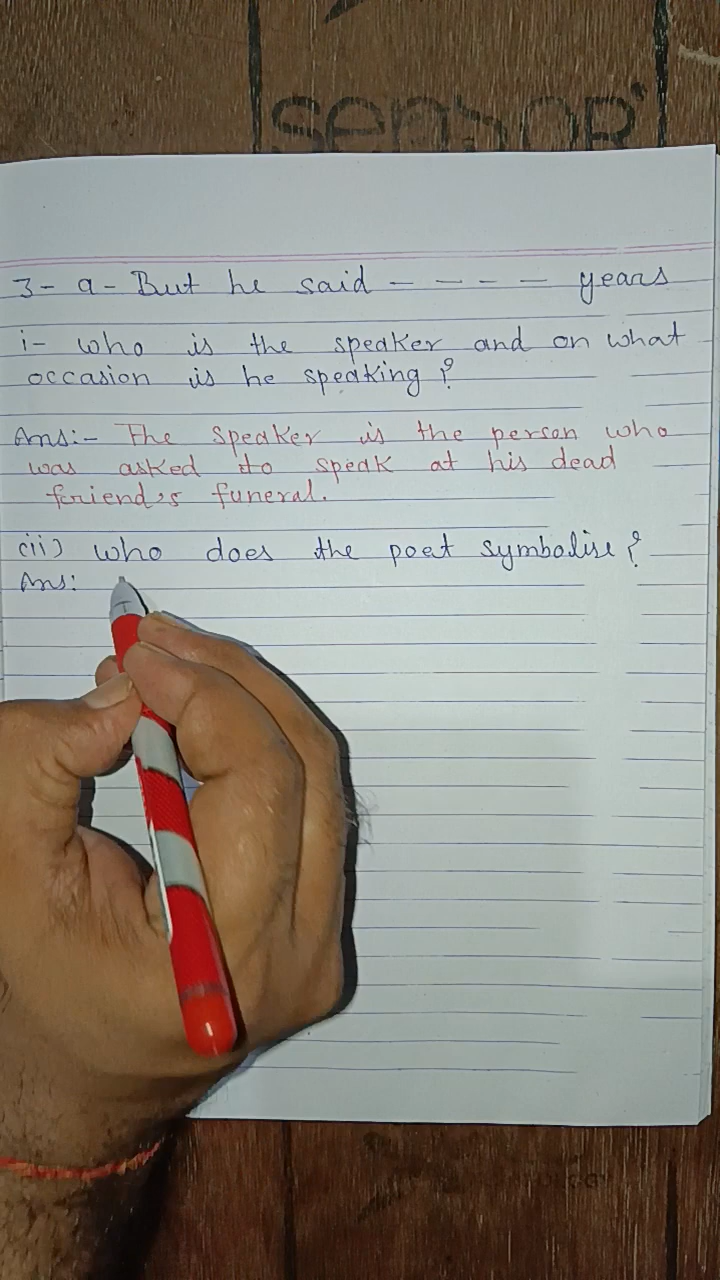 SENSOR
3- a- But he said - - - - years
i- who is the speaker and on what
occasion is he speaking ?
Ans:- The speaker is the person who
was asked to speak at his dead
friend's funeral.
(ii) who does the poet symbolise ?
Ans: